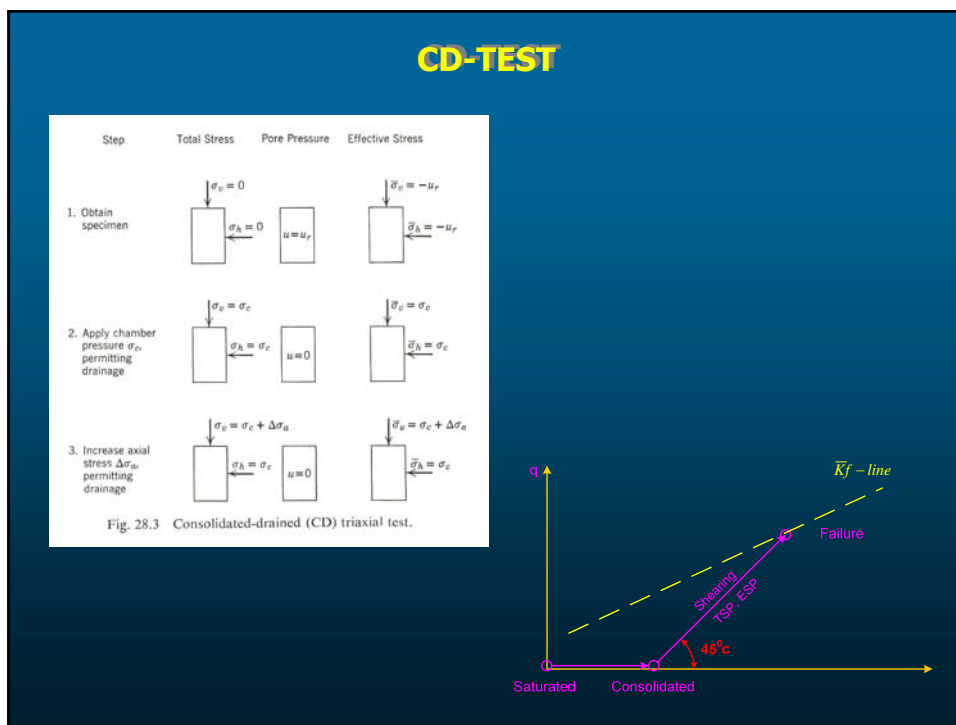 CD-TEST
Step Total Stress Pore Pressure Effective Stress
σv = 0
σ̅v = −ur
1. Obtain
specimen
σh = 0
u = ur
σ̅h = −ur
σv = σc
σ̅v = σc
2. Apply chamber
pressure σc,
permitting
drainage
σh = σc
u=0
σ̅h = σc
σv = σc + Δσa
σ̅v = σc + Δσa
3. Increase axial
stress Δσa,
permitting
drainage
σh = σc
u=0
σ̅h = σc
Fig. 28.3 Consolidated-drained (CD) triaxial test.
q
K̅f – line
Failure
Shearing
TSP, ESP
45⁰C
Saturated
Consolidated